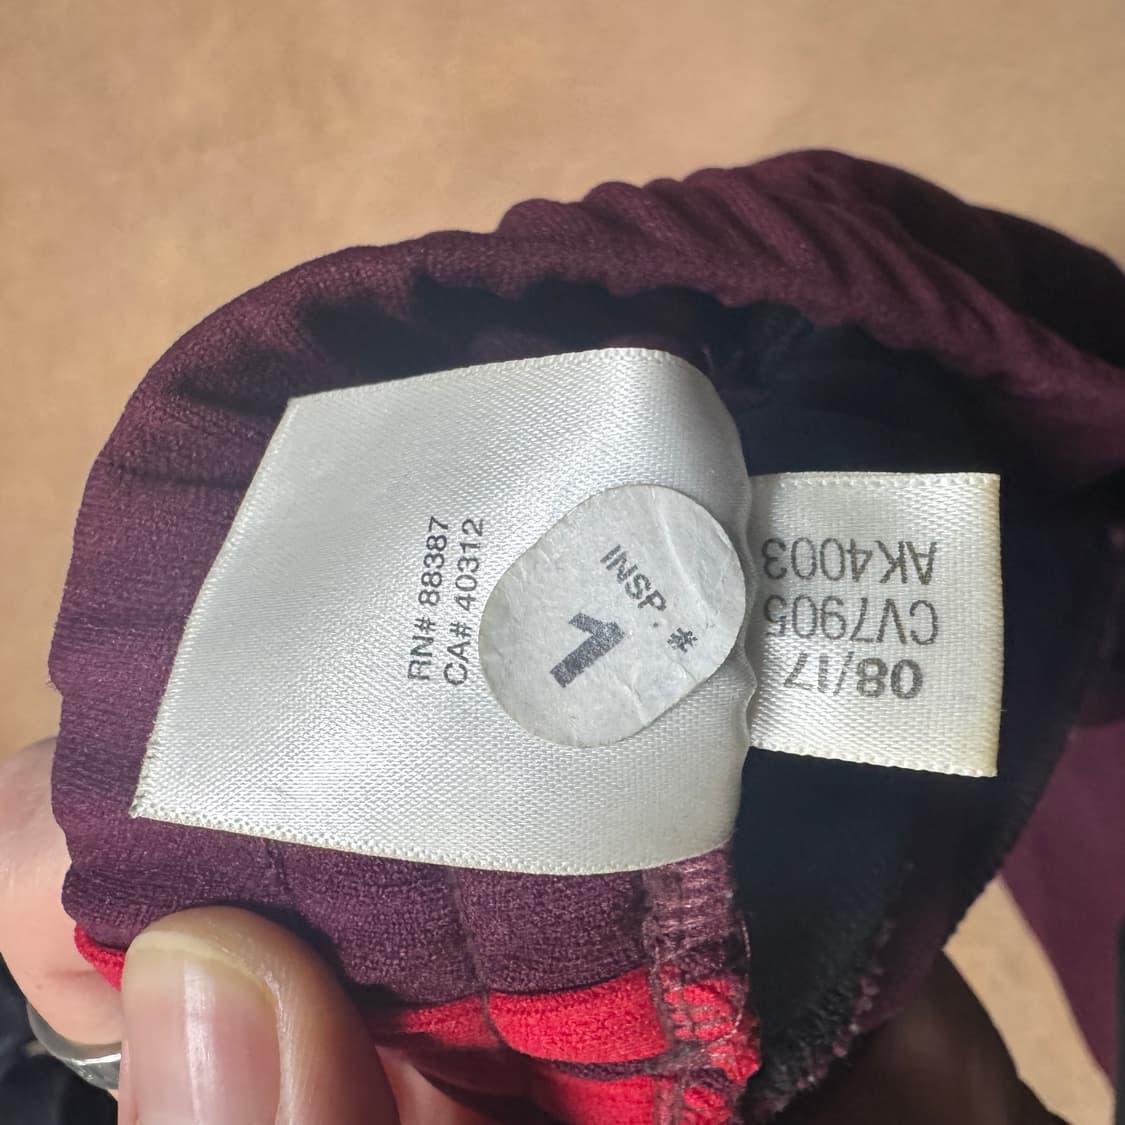 RN# 88387
CA# 40312
INSP. *
1
08/17
CV7905
AK4003